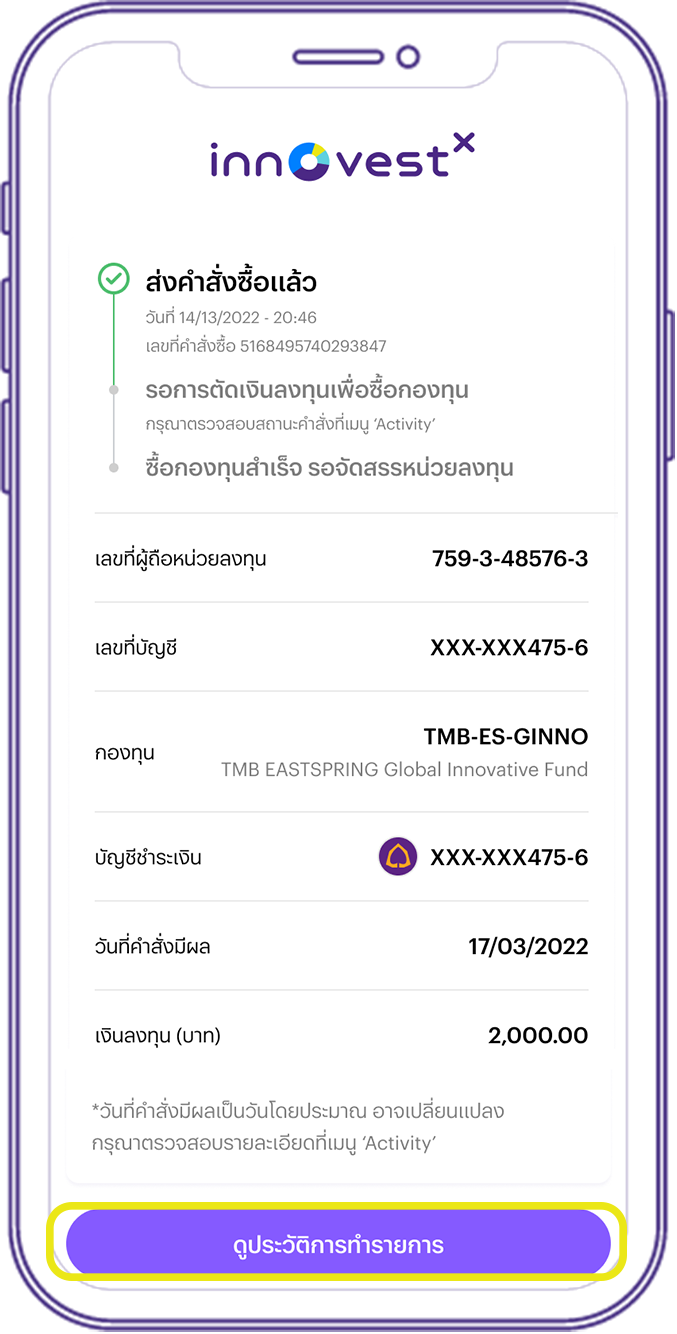 innovestx
ส่งคำสั่งซื้อแล้ว
วันที่ 14/13/2022 - 20:46
เลขที่คำสั่งซื้อ 5168495740293847
รอการตัดเงินลงทุนเพื่อซื้อกองทุน
กรุณาตรวจสอบสถานะคำสั่งที่เมนู ‘Activity’
ซื้อกองทุนสำเร็จ รอจัดสรรหน่วยลงทุน
เลขที่ผู้ถือหน่วยลงทุน 759-3-48576-3
เลขที่บัญชี XXX-XXX475-6
กองทุน TMB-ES-GINNO
TMB EASTSPRING Global Innovative Fund
บัญชีชำระเงิน XXX-XXX475-6
วันที่คำสั่งมีผล 17/03/2022
เงินลงทุน (บาท) 2,000.00
*วันที่คำสั่งมีผลเป็นวันโดยประมาณ อาจเปลี่ยนแปลง
กรุณาตรวจสอบรายละเอียดที่เมนู ‘Activity’
ดูประวัติการทำรายการ